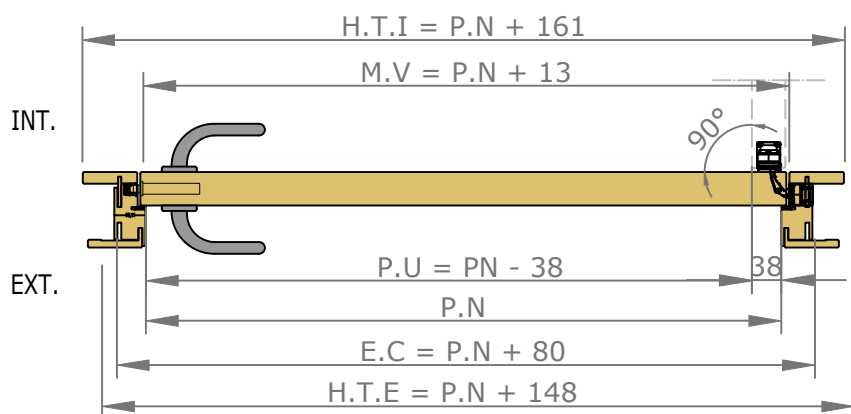 H.T.I = P.N + 161
M.V = P.N + 13
INT.
90°
EXT.
P.U = PN - 38
38
P.N
E.C = P.N + 80
H.T.E = P.N + 148